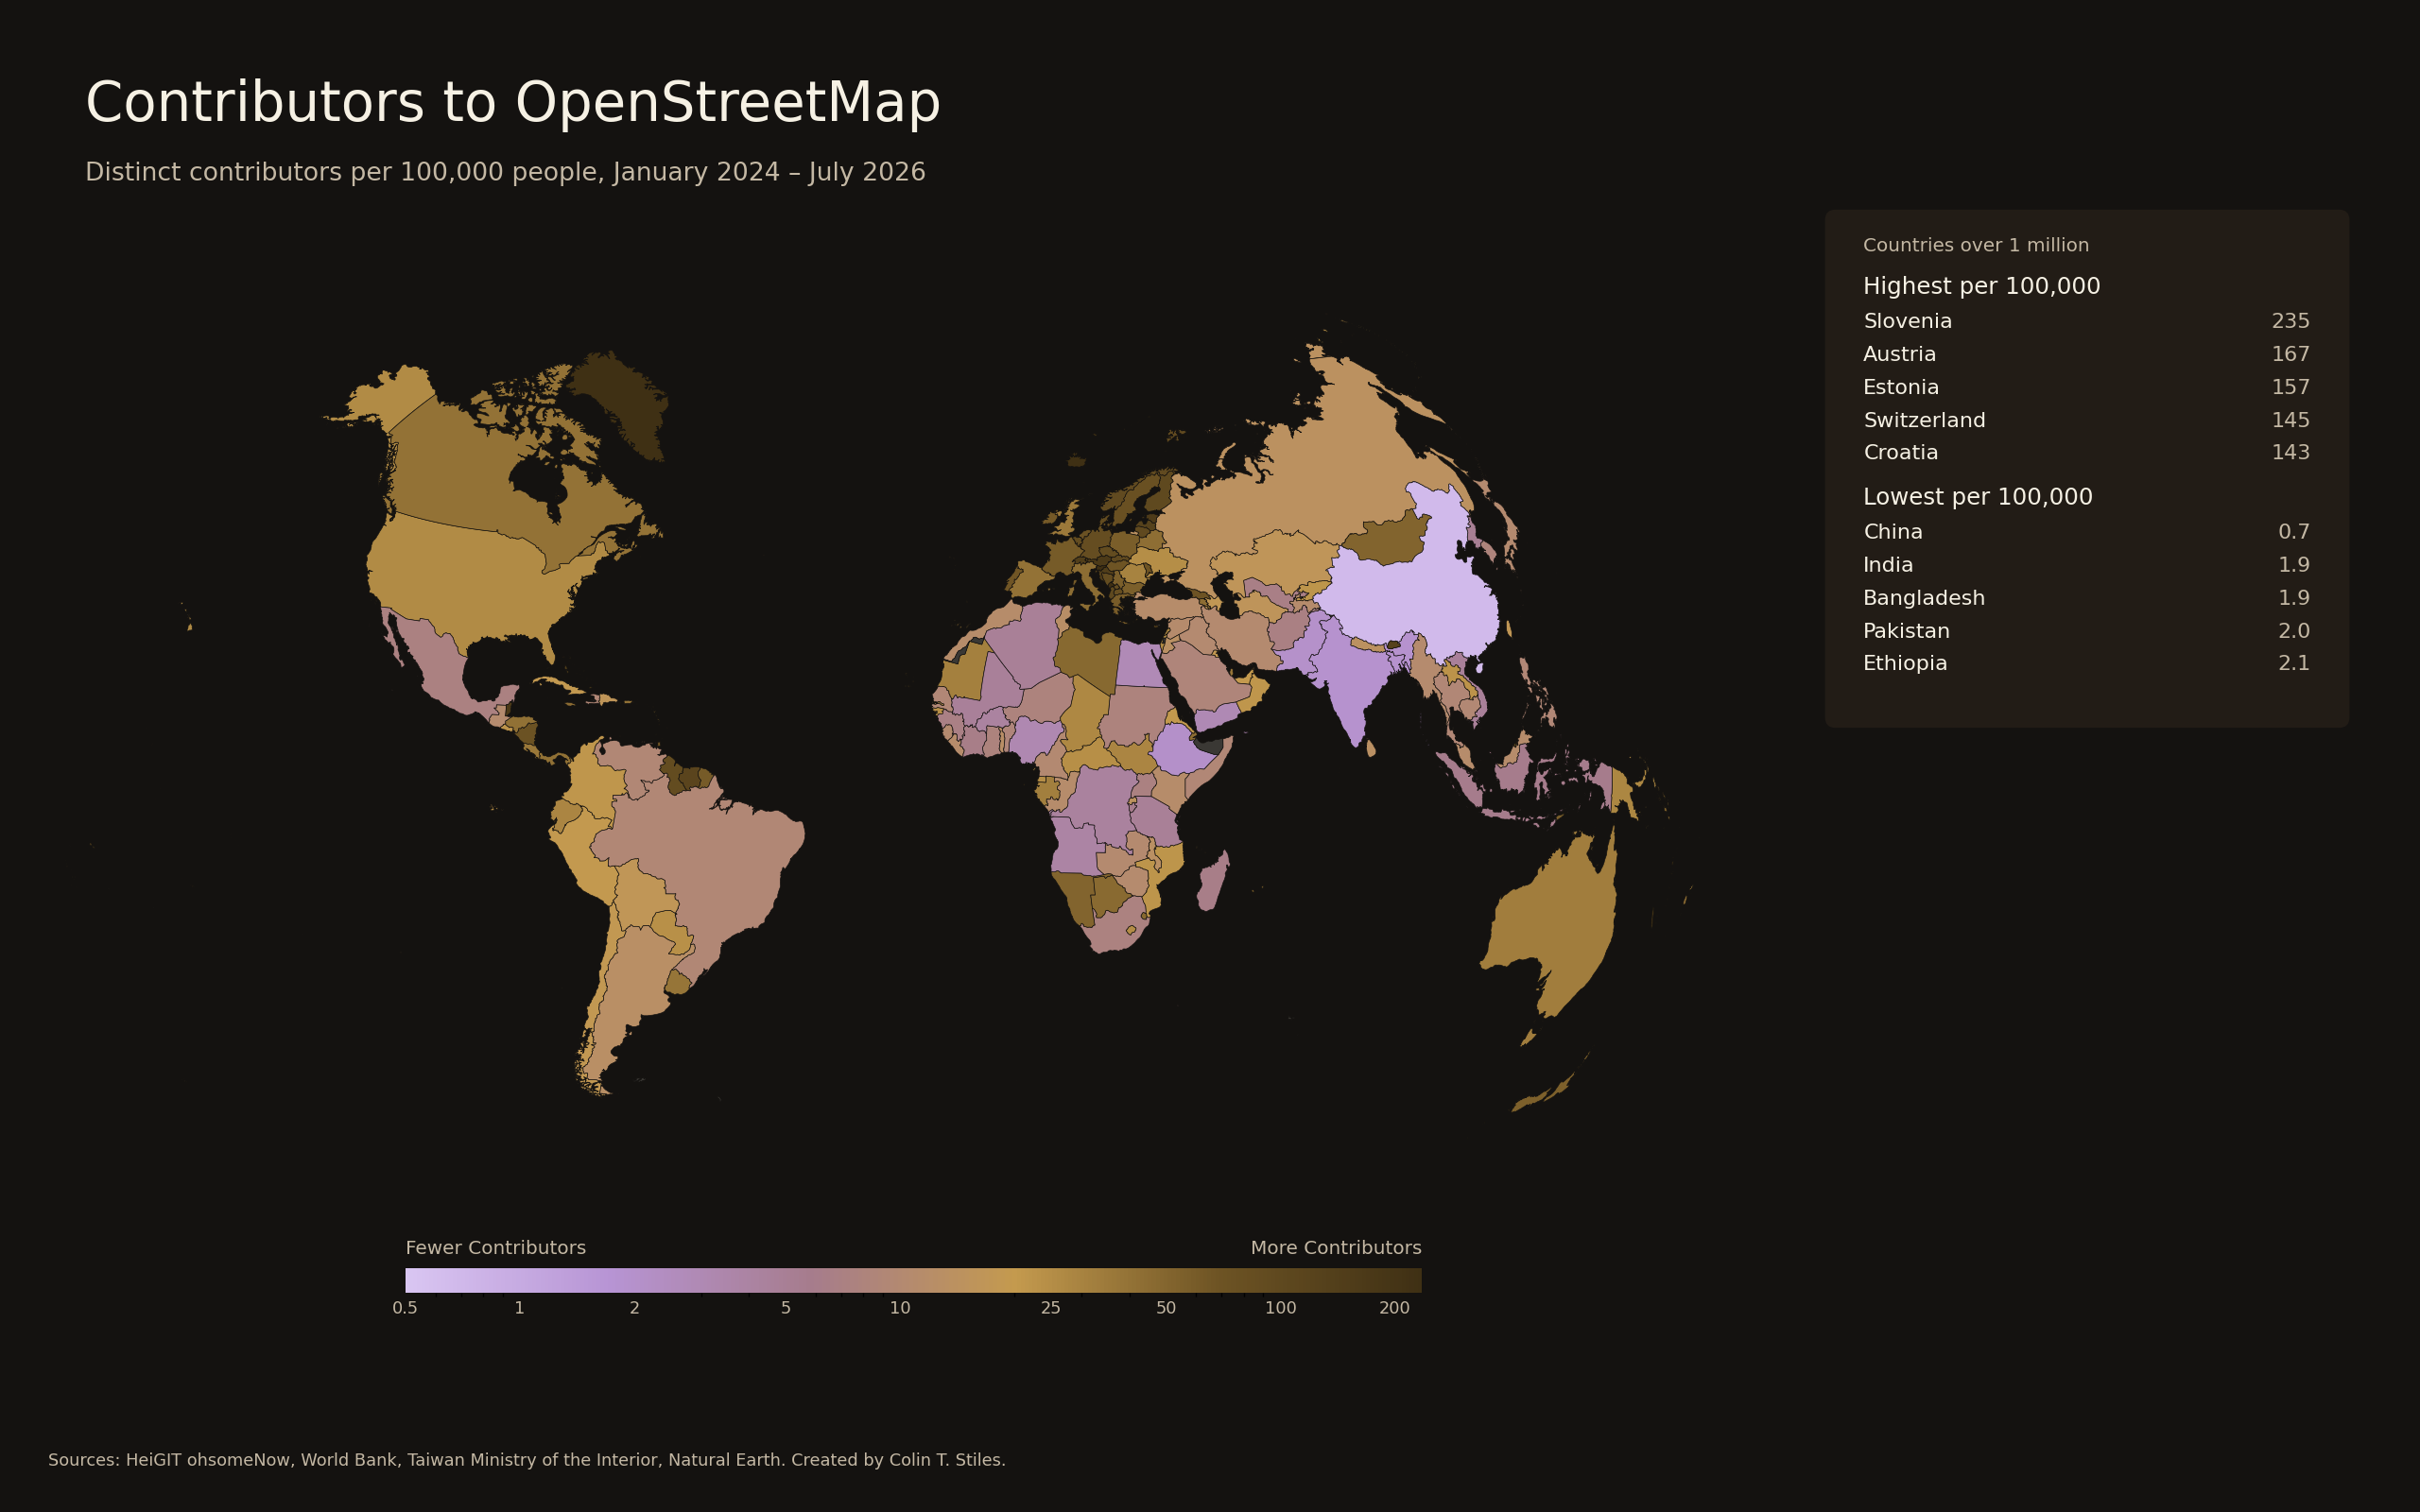 Contributors to OpenStreetMap
Distinct contributors per 100,000 people, January 2024 – July 2026
Countries over 1 million
Highest per 100,000
Slovenia 235
Austria 167
Estonia 157
Switzerland 145
Croatia 143
Lowest per 100,000
China 0.7
India 1.9
Bangladesh 1.9
Pakistan 2.0
Ethiopia 2.1
Fewer Contributors More Contributors
0.5 1 2 5 10 25 50 100 200
Sources: HeiGIT ohsomeNow, World Bank, Taiwan Ministry of the Interior, Natural Earth. Created by Colin T. Stiles.